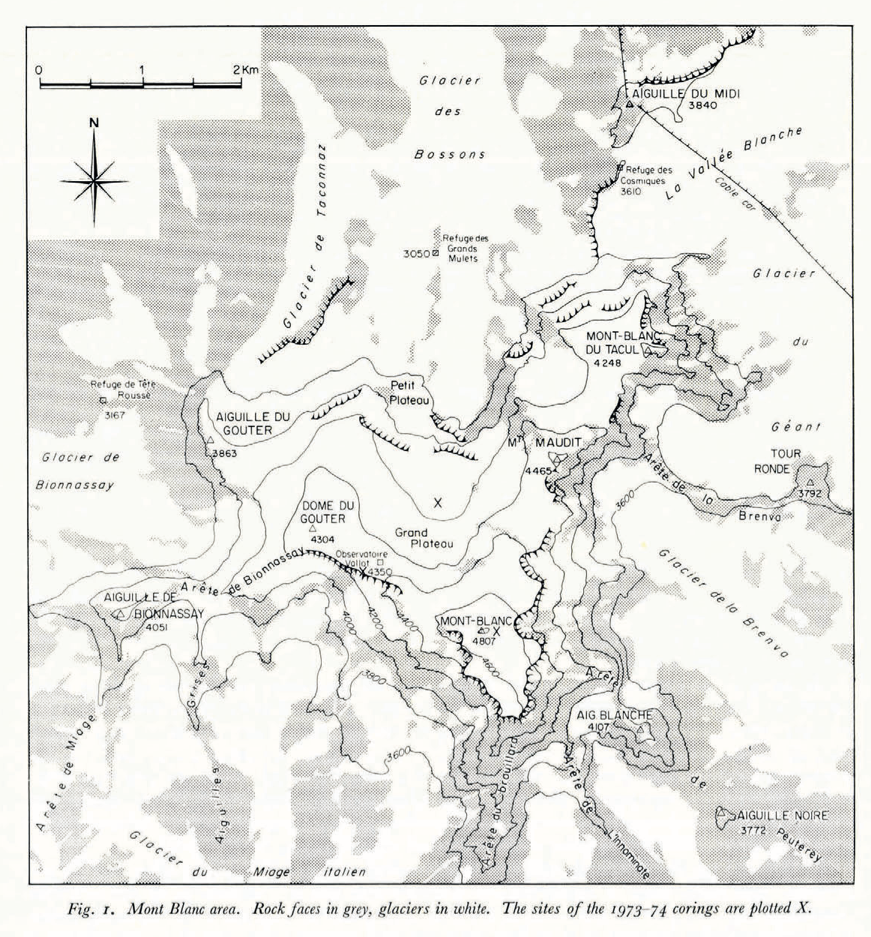 0 1 2 Km
N
Glacier
des
Bossons
AIGUILLE DU MIDI
3840
La Vallée Blanche
Cable car
Refuge des
Cosmiques
3610
Glacier de Taconnaz
Refuge des
3050 Grands
Mulets
Glacier
du
Géant
MONT-BLANC
DU TACUL
4248
Refuge de Tête
Rousse
3167
Petit
Plateau
AIGUILLE DU
GOUTER
3863
Mt MAUDIT
4465
TOUR
RONDE
3792
Glacier de
Bionnassay
Arête de la Brenva
3600
X
DOME DU
GOUTER
4304
Grand
Plateau
Observatoire
Vallot
4350
X
Arête de Bionnassay
Glacier de la Brenva
AIGUILLE DE
BIONNASSAY
4051
4000
4200
4400
MONT-BLANC
X
4807
4600
3800
3600
Arête
AIG BLANCHE
4107
de
Peuterey
Grises
Aiguilles
Arête de Miage
Arête du brouillard
Arête de
L'Innominate
AIGUILLE NOIRE
3772
Glacier
du Miage italien
Fig. 1. Mont Blanc area. Rock faces in grey, glaciers in white. The sites of the 1973–74 corings are plotted X.